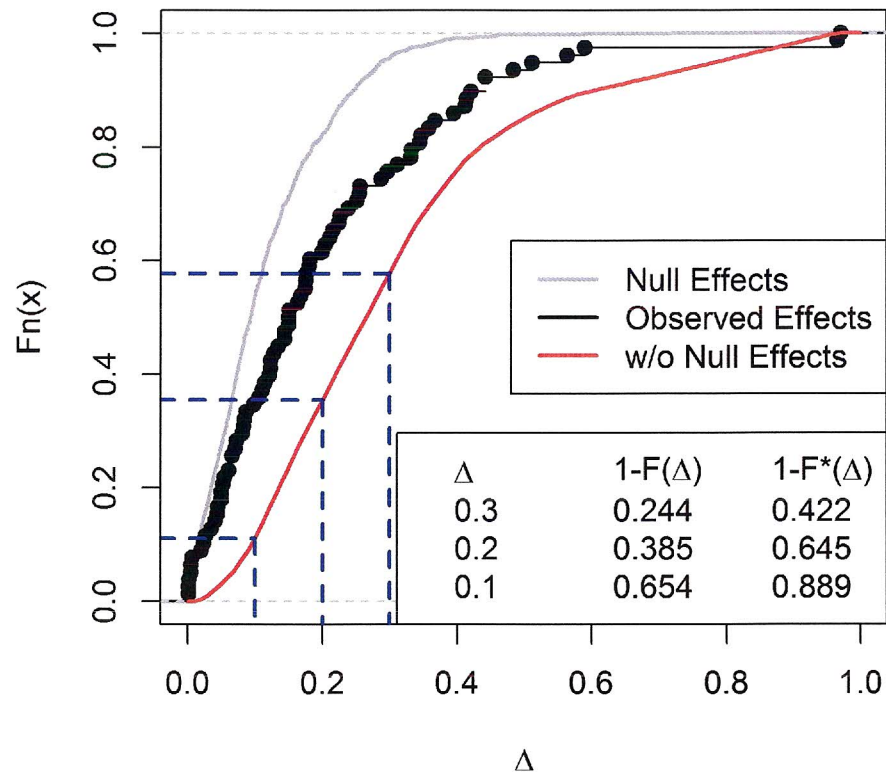 Fn(x)
1.0
0.8
0.6
0.4
0.2
0.0
Null Effects
Observed Effects
w/o Null Effects
Δ 1-F(Δ) 1-F*(Δ)
0.3 0.244 0.422
0.2 0.385 0.645
0.1 0.654 0.889
0.0 0.2 0.4 0.6 0.8 1.0
Δ